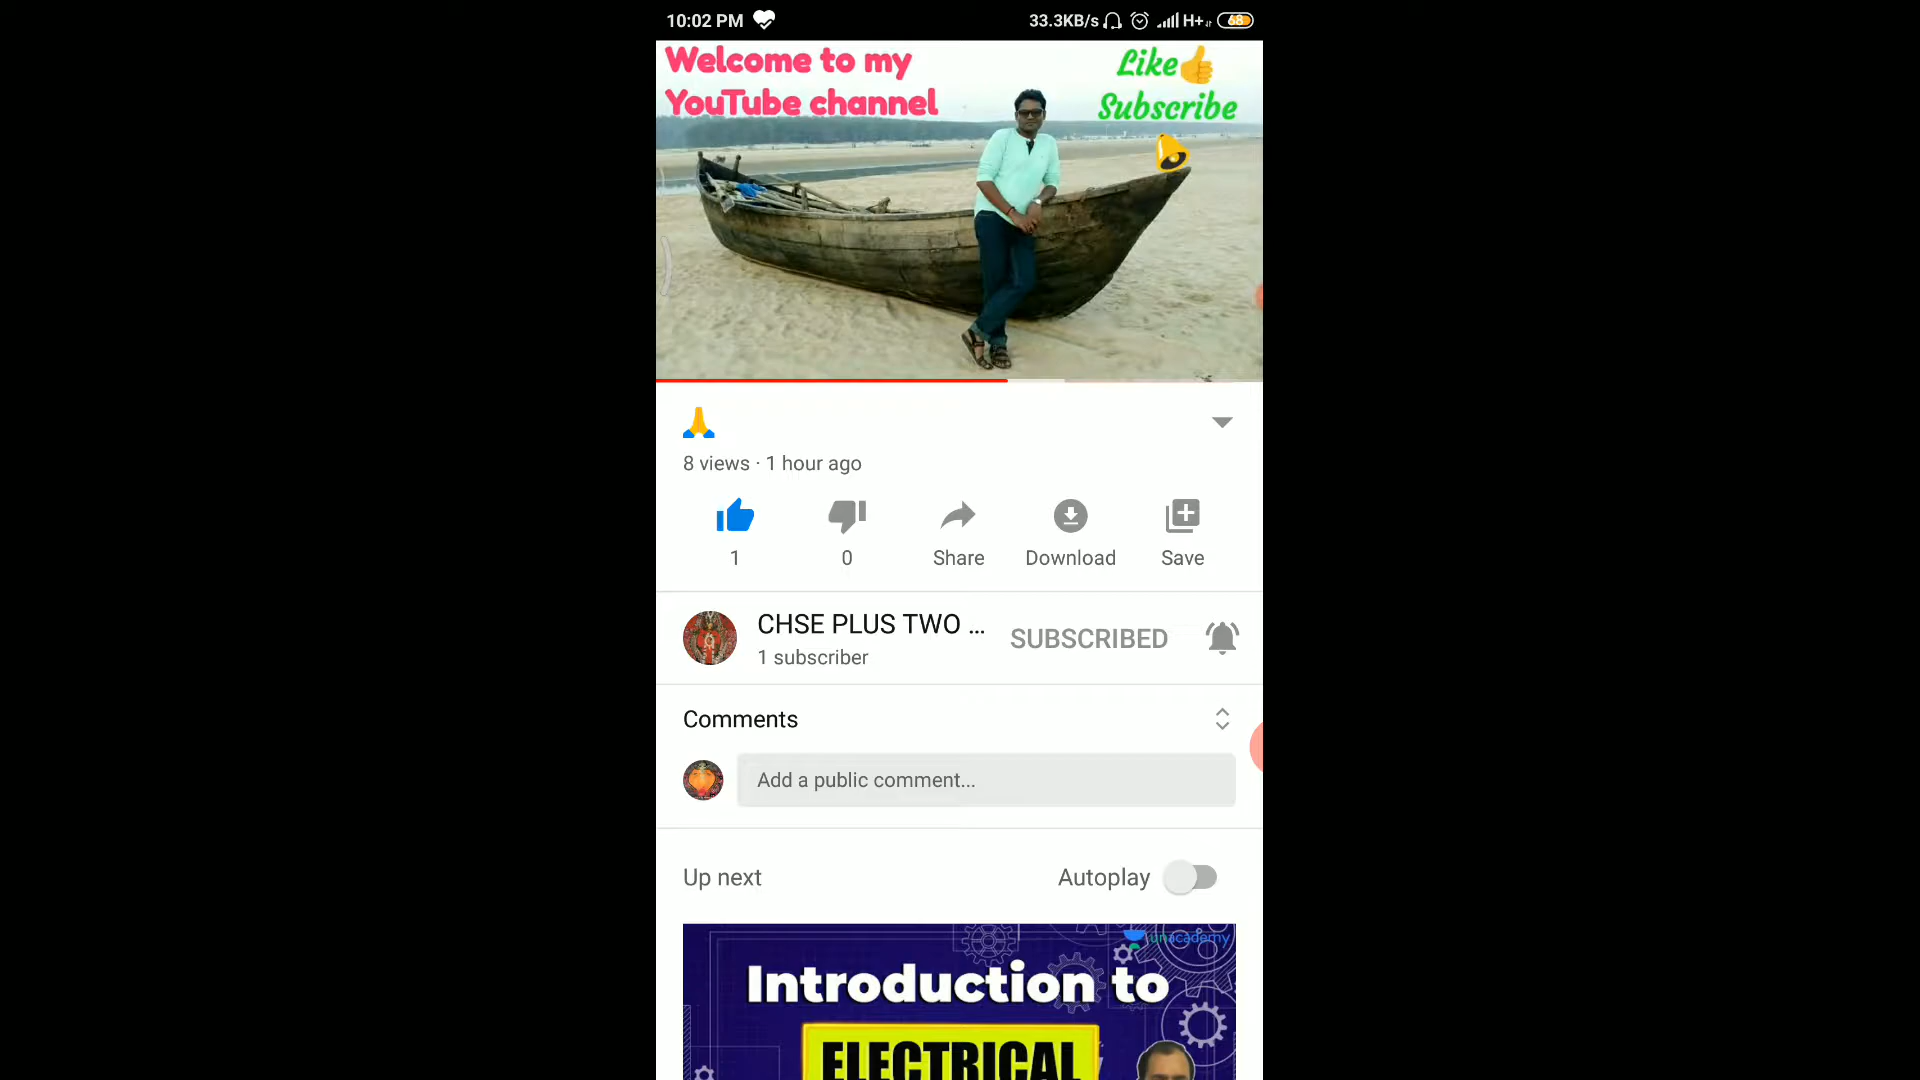 10:02 PM 33.3KB/s H+ 68
Welcome to my
YouTube channel
Like👍
Subscribe
🔔
🙏
8 views · 1 hour ago
1 0 Share Download Save
CHSE PLUS TWO ... SUBSCRIBED
1 subscriber
Comments
Add a public comment...
Up next Autoplay
unacademy
Introduction to
ELECTRICAL